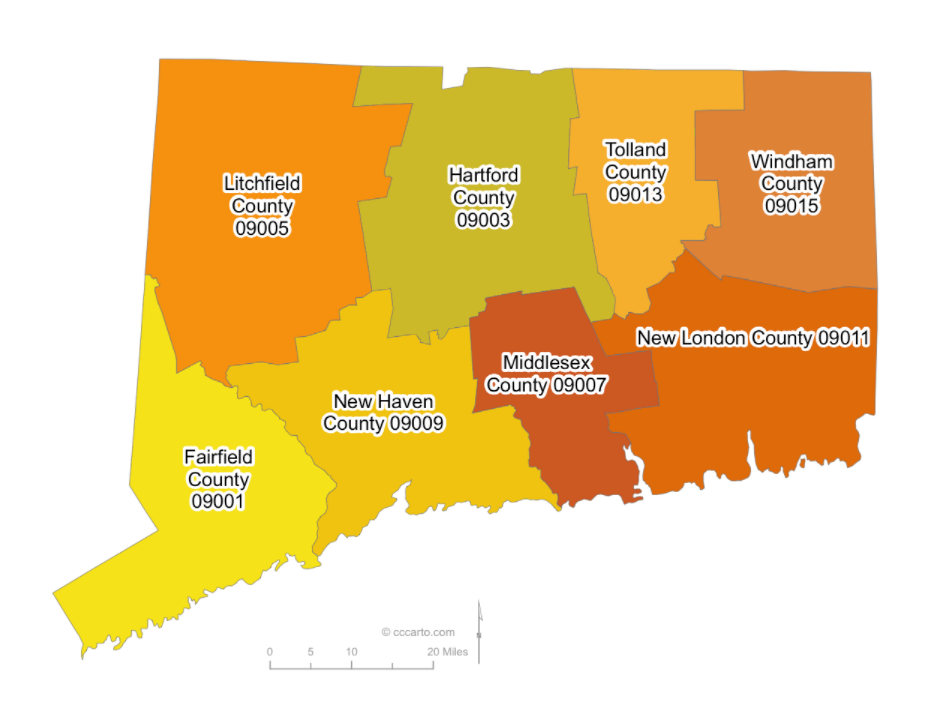 Litchfield
County
09005
Hartford
County
09003
Tolland
County
09013
Windham
County
09015
New London County 09011
Middlesex
County 09007
New Haven
County 09009
Fairfield
County
09001
© cccarto.com
0 5 10 20 Miles
N